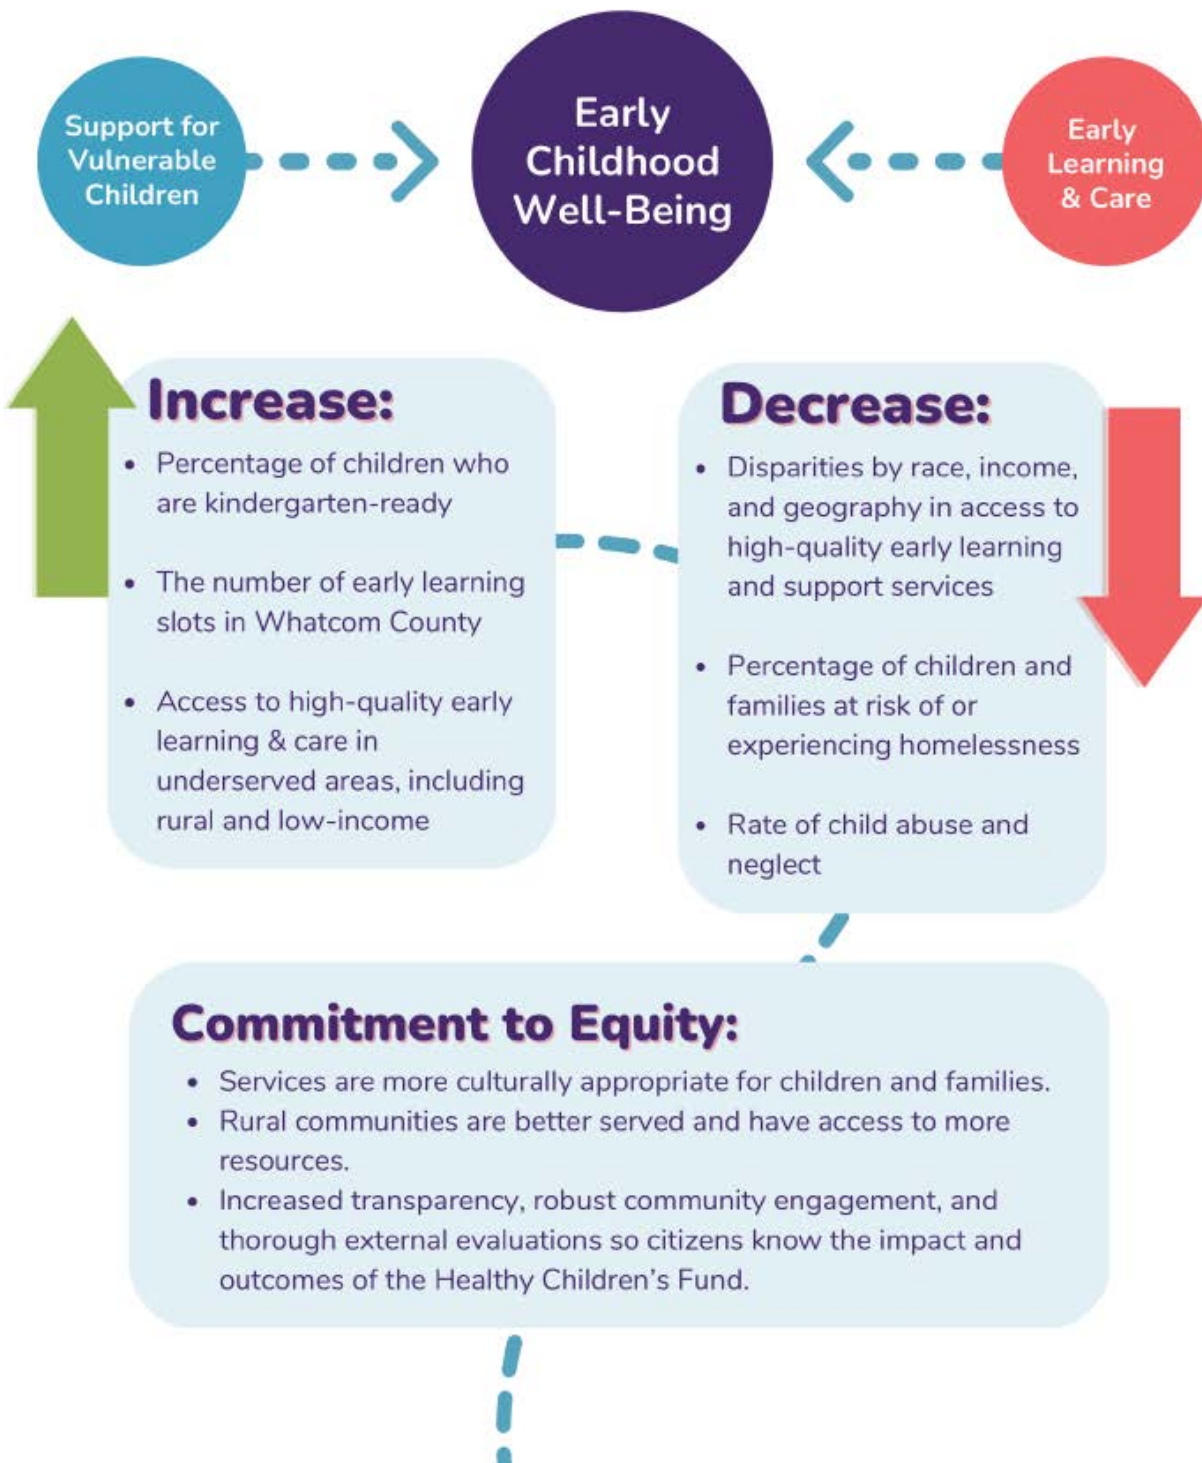 Support for
Vulnerable
Children
Early
Childhood
Well-Being
Early
Learning
& Care
Increase:
• Percentage of children who
are kindergarten-ready
• The number of early learning
slots in Whatcom County
• Access to high-quality early
learning & care in
underserved areas, including
rural and low-income
Decrease:
• Disparities by race, income,
and geography in access to
high-quality early learning
and support services
• Percentage of children and
families at risk of or
experiencing homelessness
• Rate of child abuse and
neglect
Commitment to Equity:
• Services are more culturally appropriate for children and families.
• Rural communities are better served and have access to more
resources.
• Increased transparency, robust community engagement, and
thorough external evaluations so citizens know the impact and
outcomes of the Healthy Children’s Fund.